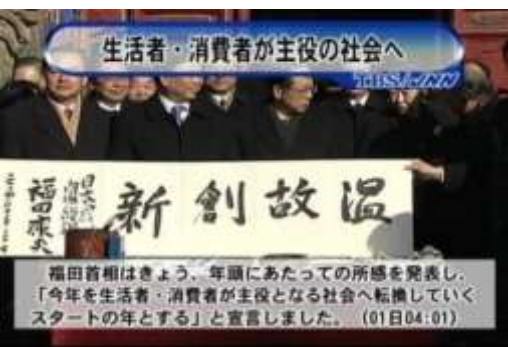 生活者・消費者が主役の社会へ
TBS/JNN
温故創新
日本国
福田康夫
福田首相はきょう、年頭にあたっての所感を発表し、
「今年を生活者・消費者が主役となる社会へ転換していく
スタートの年とする」と宣言しました。（01日04:01）